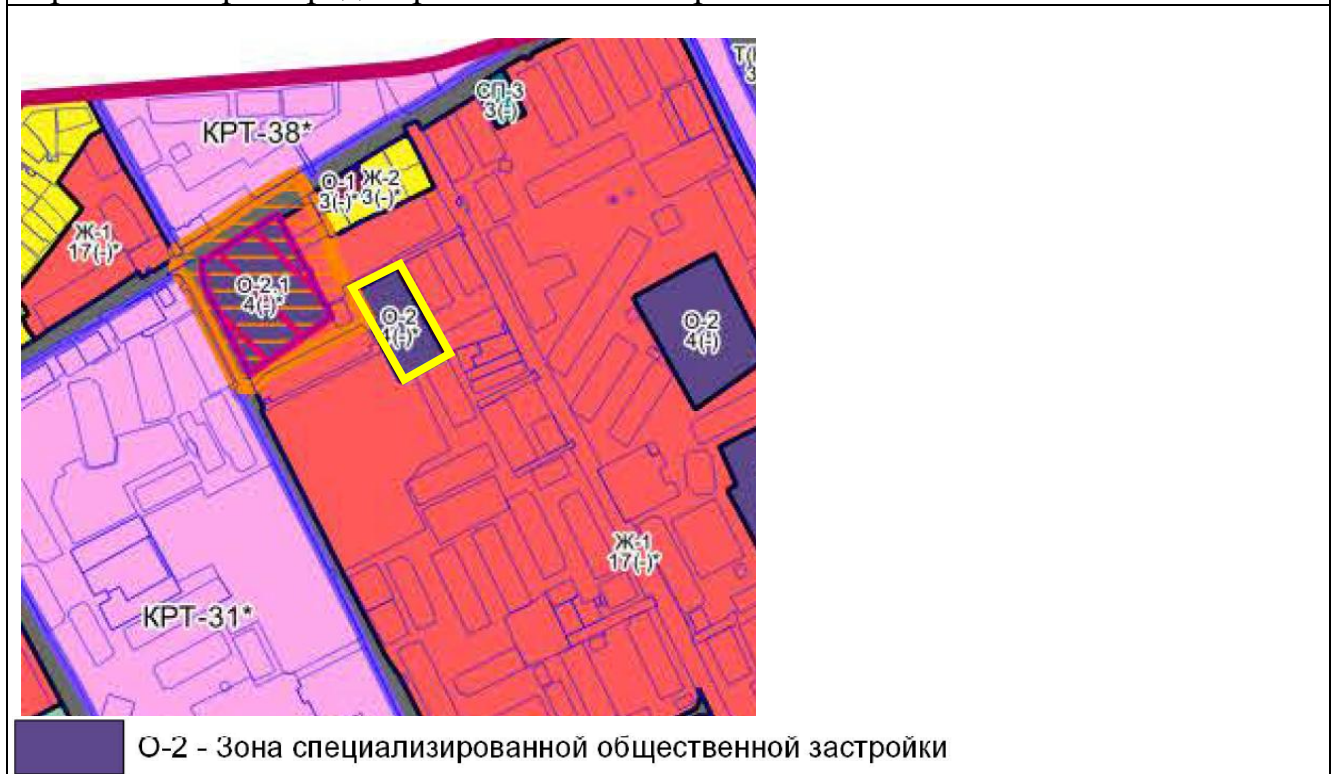 КРТ-38*
СП-3
3(-)
О-1
3(-)*
Ж-2
3(-)*
Ж-1
17(-)*
О-2.1
4(-)*
О-2
4(-)*
О-2
4(-)
Ж-1
17(-)*
КРТ-31*
О-2 - Зона специализированной общественной застройки